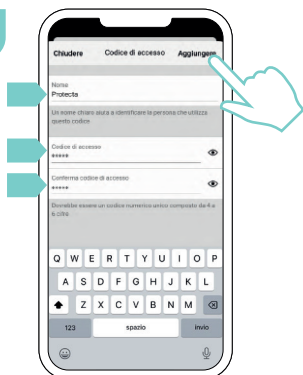 Chiudere Codice di accesso Aggiungere
Nome
Protecta
Un nome chiaro aiuta a identificare le persona che utilizza
questo codice
Codice di accesso
*****
Conferma codice di accesso
*****
Dovrebbe essere un codice numerico unico composto da 4 a
6 cifre
Q W E R T Y U I O P
A S D F G H J K L
Z X C V B N M
123 spazio invio